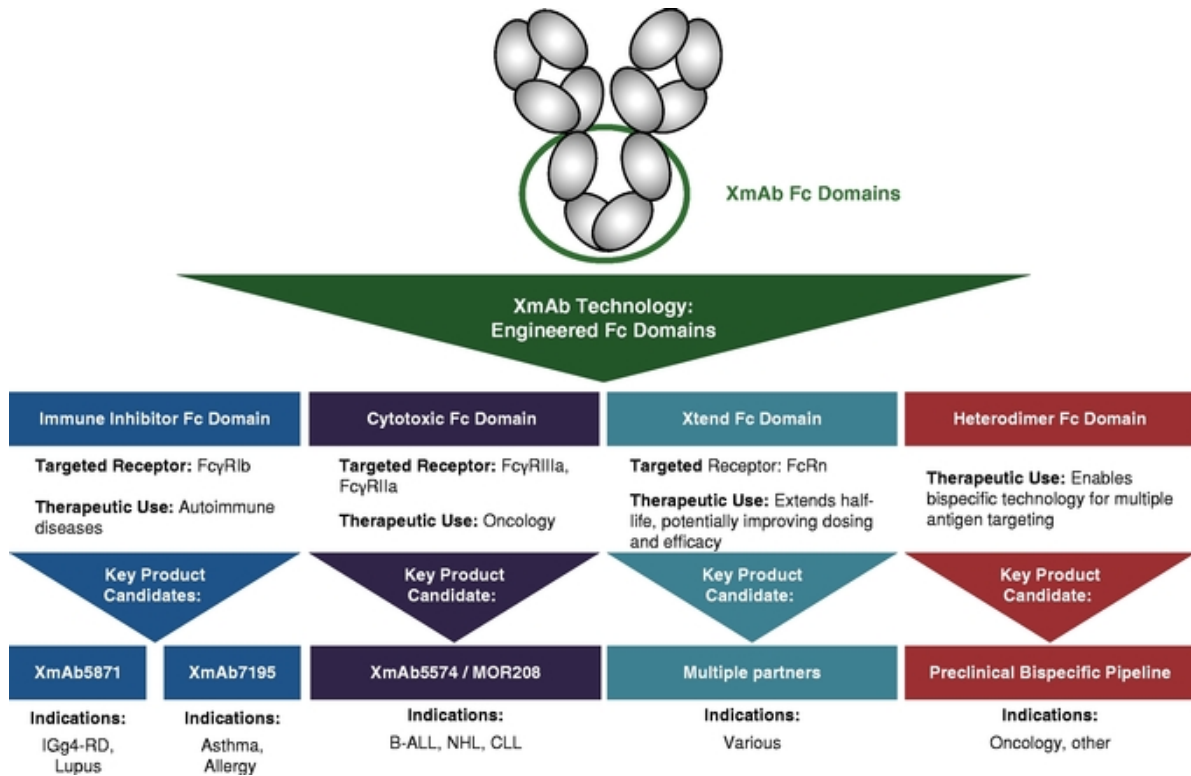 XmAb Fc Domains
XmAb Technology:
Engineered Fc Domains
Immune Inhibitor Fc Domain
Targeted Receptor: FcγRIb
Therapeutic Use: Autoimmune
diseases
Key Product
Candidates:
XmAb5871
Indications:
IGg4-RD,
Lupus
XmAb7195
Indications:
Asthma,
Allergy
Cytotoxic Fc Domain
Targeted Receptor: FcγRIIIa,
FcγRIIa
Therapeutic Use: Oncology
Key Product
Candidate:
XmAb5574 / MOR208
Indications:
B-ALL, NHL, CLL
Xtend Fc Domain
Targeted Receptor: FcRn
Therapeutic Use: Extends half-
life, potentially improving dosing
and efficacy
Key Product
Candidate:
Multiple partners
Indications:
Various
Heterodimer Fc Domain
Therapeutic Use: Enables
bispecific technology for multiple
antigen targeting
Key Product
Candidate:
Preclinical Bispecific Pipeline
Indications:
Oncology, other